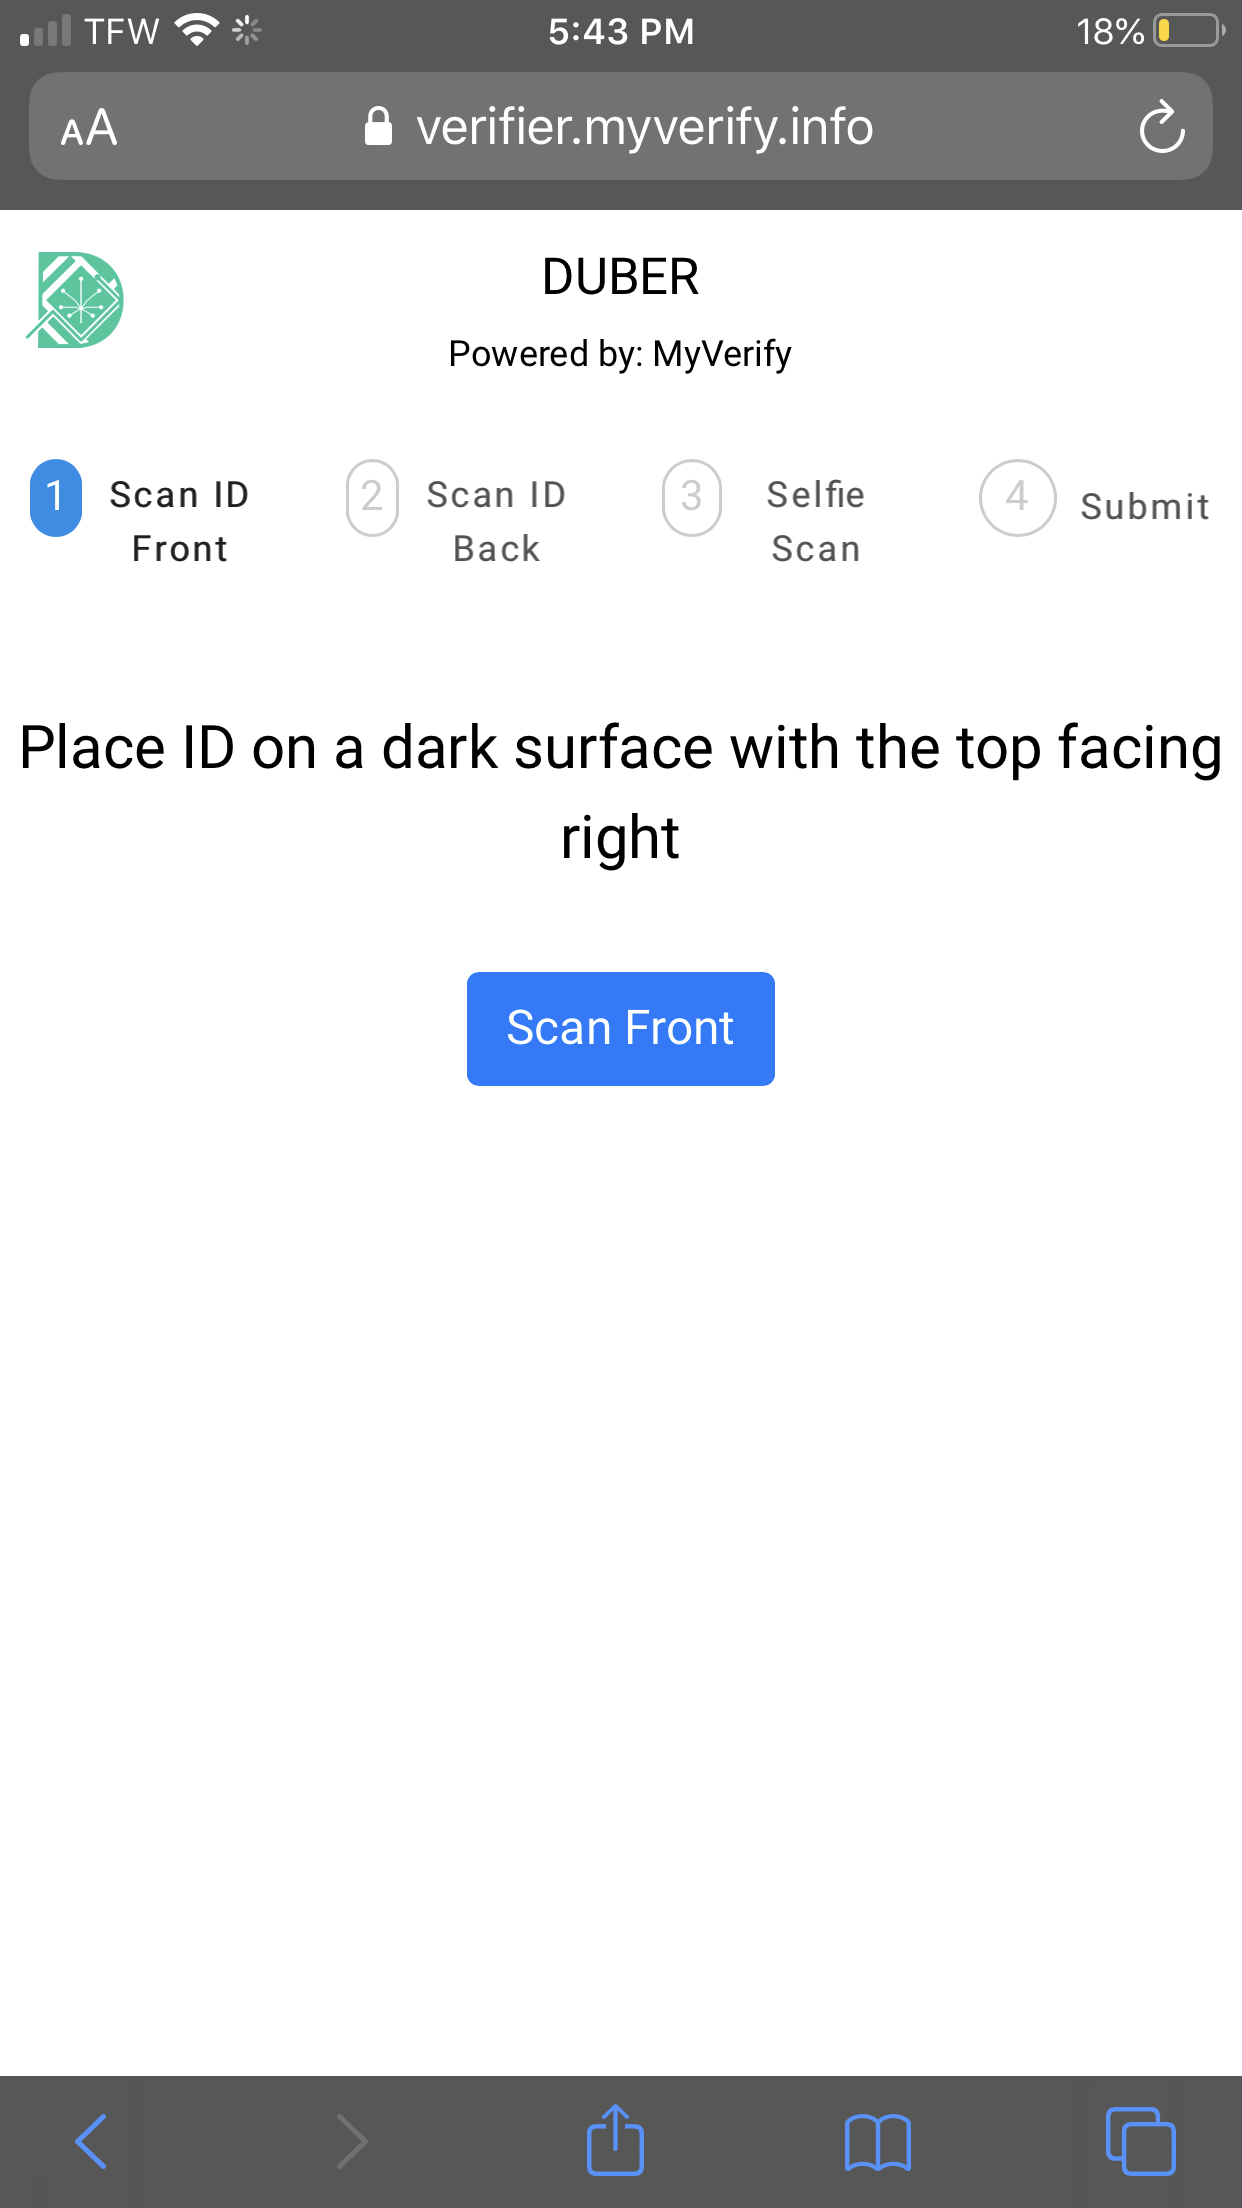 TFW
5:43 PM
18%
AA
verifier.myverify.info
DUBER
Powered by: MyVerify
1 Scan ID Front
2 Scan ID Back
3 Selfie Scan
4 Submit
Place ID on a dark surface with the top facing
right
Scan Front